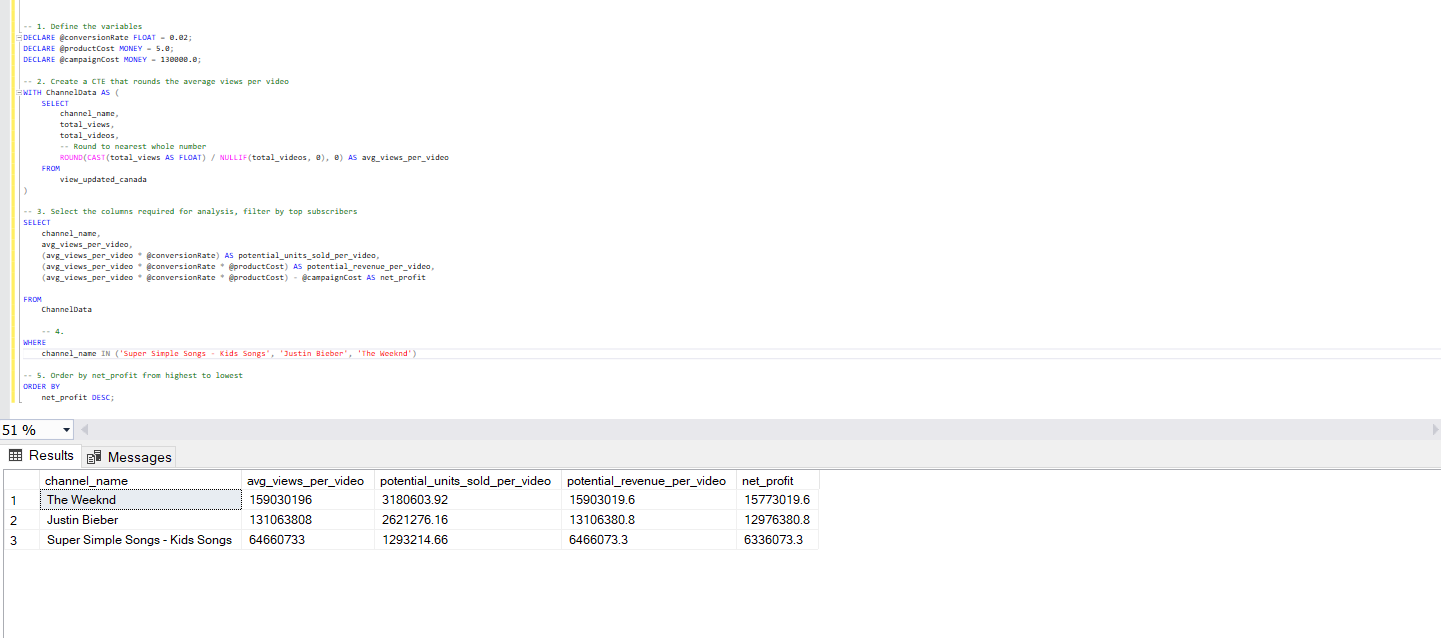 -- 1. Define the variables
DECLARE @conversionRate FLOAT = 0.02;
DECLARE @productCost MONEY = 5.0;
DECLARE @campaignCost MONEY = 130000.0;
-- 2. Create a CTE that rounds the average views per video
WITH ChannelData AS (
SELECT
channel_name,
total_views,
total_videos,
-- Round to nearest whole number
ROUND(CAST(total_views AS FLOAT) / NULLIF(total_videos, 0), 0) AS avg_views_per_video
FROM
view_updated_canada
)
-- 3. Select the columns required for analysis, filter by top subscribers
SELECT
channel_name,
avg_views_per_video,
(avg_views_per_video * @conversionRate) AS potential_units_sold_per_video,
(avg_views_per_video * @conversionRate * @productCost) AS potential_revenue_per_video,
(avg_views_per_video * @conversionRate * @productCost) - @campaignCost AS net_profit
FROM
ChannelData
-- 4.
WHERE
channel_name IN ('Super Simple Songs - Kids Songs', 'Justin Bieber', 'The Weeknd')
-- 5. Order by net_profit from highest to lowest
ORDER BY
net_profit DESC;
51 %
Results Messages
channel_name avg_views_per_video potential_units_sold_per_video potential_revenue_per_video net_profit
1 The Weeknd 159030196 3180603.92 15903019.6 15773019.6
2 Justin Bieber 131063808 2621276.16 13106380.8 12976380.8
3 Super Simple Songs - Kids Songs 64660733 1293214.66 6466073.3 6336073.3